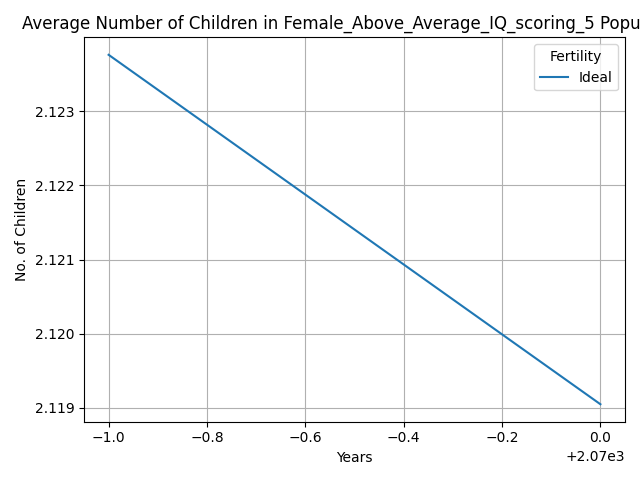 Average Number of Children in Female_Above_Average_IQ_scoring_5 Popu
Fertility
Ideal
2.123
2.122
2.121
2.120
2.119
No. of Children
−1.0 −0.8 −0.6 −0.4 −0.2 0.0
Years
+2.07e3